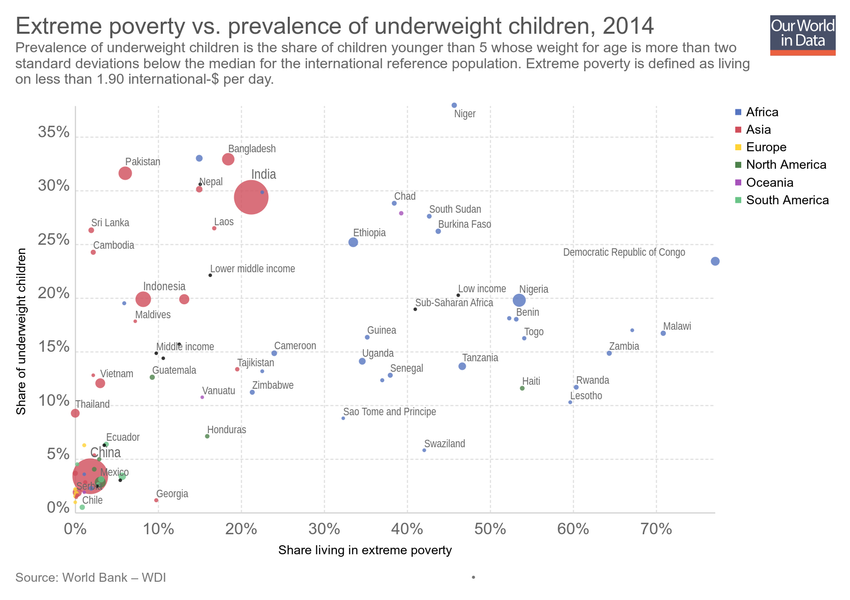 Extreme poverty vs. prevalence of underweight children, 2014
Our World
in Data
Prevalence of underweight children is the share of children younger than 5 whose weight for age is more than two
standard deviations below the median for the international reference population. Extreme poverty is defined as living
on less than 1.90 international-$ per day.
Africa
Asia
Europe
North America
Oceania
South America
Share of underweight children
35%
30%
25%
20%
15%
10%
5%
0%
Niger
Bangladesh
Pakistan
India
Nepal
Chad
South Sudan
Sri Lanka
Laos
Burkina Faso
Ethiopia
Cambodia
Democratic Republic of Congo
Lower middle income
Indonesia
Low income
Nigeria
Sub-Saharan Africa
Maldives
Benin
Guinea
Togo
Malawi
Middle income
Cameroon
Zambia
Uganda
Tanzania
Tajikistan
Guatemala
Senegal
Vietnam
Vanuatu
Zimbabwe
Haiti
Rwanda
Lesotho
Thailand
Sao Tome and Principe
Honduras
Ecuador
Swaziland
China
Mexico
Chile
Georgia
0%
10%
20%
30%
40%
50%
60%
70%
Share living in extreme poverty
Source: World Bank – WDI